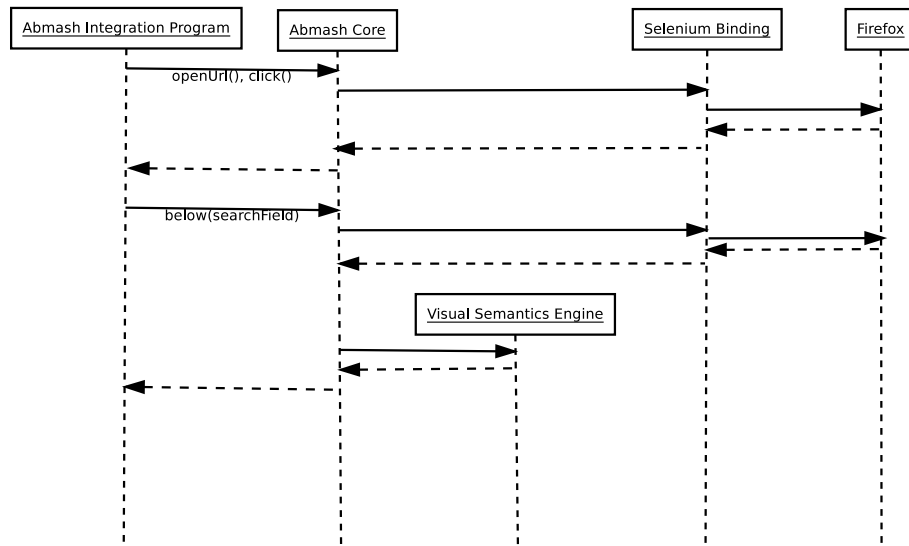 Abmash Integration Program
Abmash Core
Selenium Binding
Firefox
openUrl(), click()
below(searchField)
Visual Semantics Engine